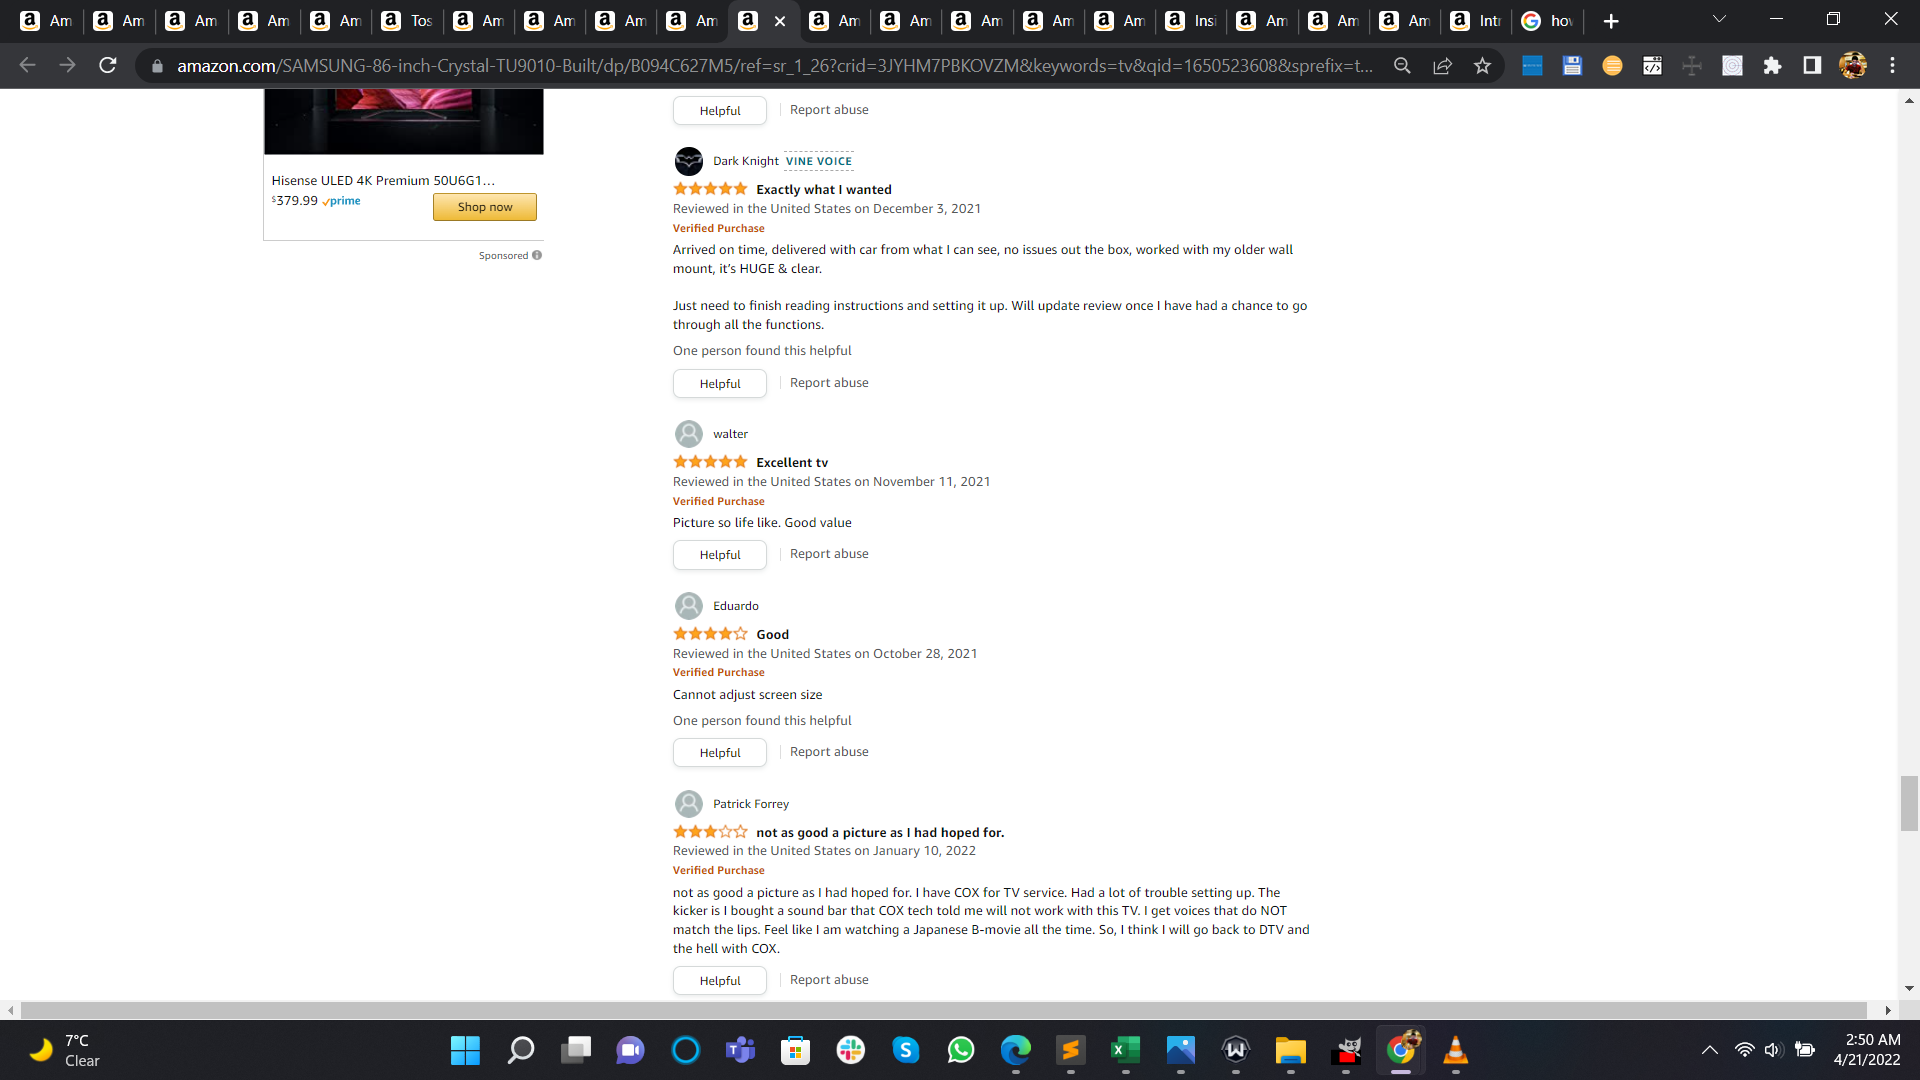 Am Am Am Am Am Tos Am Am Am Am Am Am Am Am Am Insi Am Am Am Intr how
amazon.com/SAMSUNG-86-inch-Crystal-TU9010-Built/dp/B094C627M5/ref=sr_1_26?crid=3JYHM7PBKOVZM&keywords=tv&qid=1650523608&sprefix=t...
Hisense ULED 4K Premium 50U6G1...
$379.99 prime
Shop now
Sponsored
Helpful
Report abuse
Dark Knight VINE VOICE
Exactly what I wanted
Reviewed in the United States on December 3, 2021
Verified Purchase
Arrived on time, delivered with car from what I can see, no issues out the box, worked with my older wall
mount, it's HUGE & clear.
Just need to finish reading instructions and setting it up. Will update review once I have had a chance to go
through all the functions.
One person found this helpful
Helpful
Report abuse
walter
Excellent tv
Reviewed in the United States on November 11, 2021
Verified Purchase
Picture so life like. Good value
Helpful
Report abuse
Eduardo
Good
Reviewed in the United States on October 28, 2021
Verified Purchase
Cannot adjust screen size
One person found this helpful
Helpful
Report abuse
Patrick Forrey
not as good a picture as I had hoped for.
Reviewed in the United States on January 10, 2022
Verified Purchase
not as good a picture as I had hoped for. I have COX for TV service. Had a lot of trouble setting up. The
kicker is I bought a sound bar that COX tech told me will not work with this TV. I get voices that do NOT
match the lips. Feel like I am watching a Japanese B-movie all the time. So, I think I will go back to DTV and
the hell with COX.
Helpful
Report abuse
7°C
Clear
2:50 AM
4/21/2022